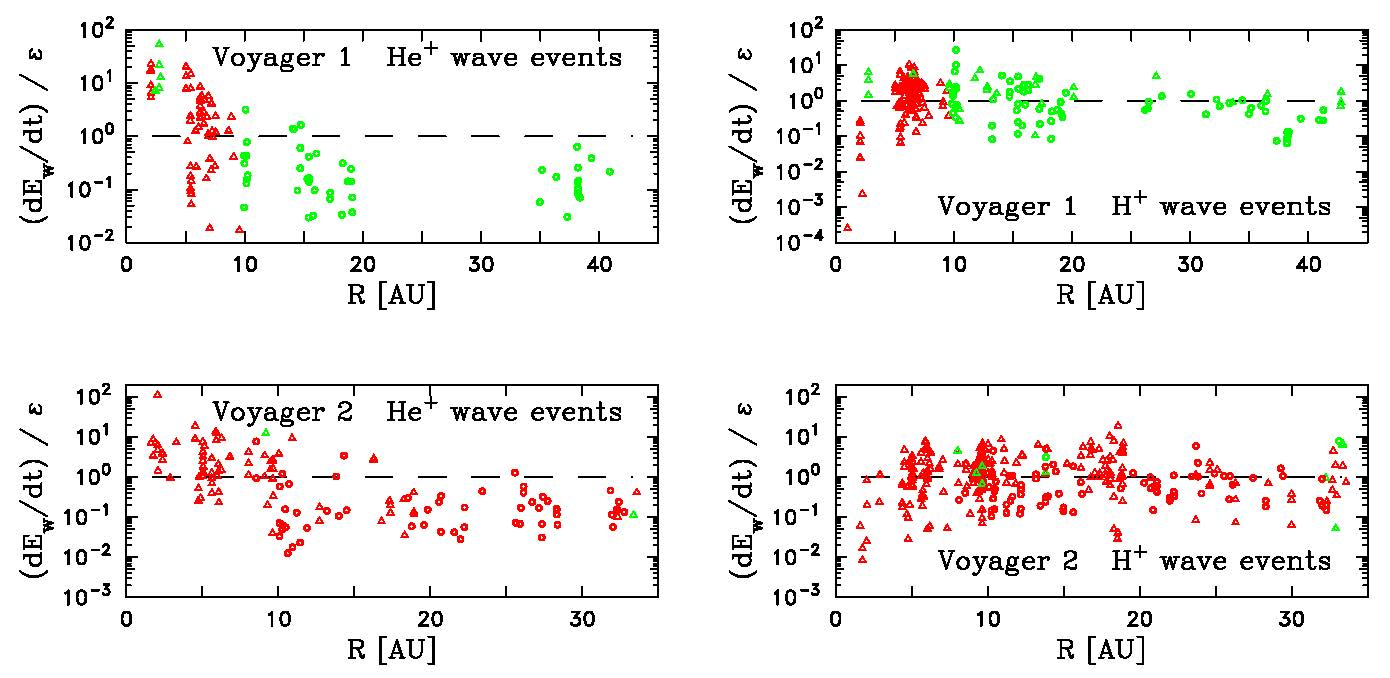 Voyager 1 He⁺ wave events
(dE_w/dt) / ε
10² 10¹ 10⁰ 10⁻¹ 10⁻²
0 10 20 30 40
R [AU]
Voyager 1 H⁺ wave events
(dE_w/dt) / ε
10² 10¹ 10⁰ 10⁻¹ 10⁻² 10⁻³ 10⁻⁴
0 10 20 30 40
R [AU]
Voyager 2 He⁺ wave events
(dE_w/dt) / ε
10² 10¹ 10⁰ 10⁻¹ 10⁻² 10⁻³
0 10 20 30
R [AU]
Voyager 2 H⁺ wave events
(dE_w/dt) / ε
10² 10¹ 10⁰ 10⁻¹ 10⁻² 10⁻³
0 10 20 30
R [AU]